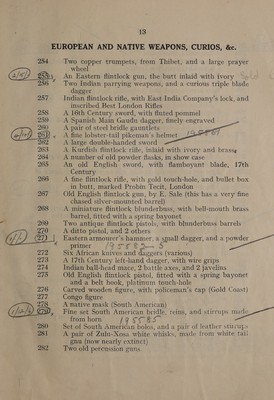 13
EUROPEAN AND NATIVE WEAPONS, CURIOS, &c.
254 Two copper trumpets, from Thibet, and a large prayer
wheel
255 An Eastern flintlock gun, the butt inlaid with ivory
256 Two Indian parrying weapons, and a curious triple blade
dagger
257 Indian flintlock rifle, with East India Company's lock, and
inscribed Best London Rifles
258 A 16th Century sword, with fluted pommel
259 A Spanish Main Gauda dagger, finely engraved
260 A pair of steel bridle gauntlets
261 A fine lobster-tail pikeman's helmet
262 A large double-handed sword
263 A Kurdish flintlock rifle, inlaid with ivory and brass
264 A number of old powder flasks, in show case
265 An old English sword, with flamboyant blade, 17th
Century
266 A fine flintlock rifle, with gold touch-hole, and bullet box
in butt, marked Probin Tecit, London
267 Old English flintlock gun, by E. Sale (this has a very fine
chased silver-mounted barrel)
268 A miniature flintlock blunderbuss, with bell-mouth brass
barrel, fitted with a spring bayonet
269 Two antique flintlock pistols, with blunderbuss barrels
270 A ditto pistol, and 2 others
271 Eastern armourer's hammer, a small dagger, and a powder
primer
272 Six African knives and daggers (various)
273 A 17th Century left-hand dagger, with wire grips
274 Indian ball-head mace, 2 battle axes, and 2 javelins
275 Old English flintlock pistol, fitted with a spring bayonet
and a belt hook, platinum touch-hole
276 Carved wooden figure, with policeman's cap (Gold Coast)
277 Congo figure
278 A native mask (South American)
279 Fine set South American bridle, reins, and stirrups made
from horn 195585
280 Set of South American bolas, and a pair of leather stirrups
281 A pair of Zulu-Xosa white whisks, made from white tail
gnu (now nearly extinct)
282 Two old percussion guns